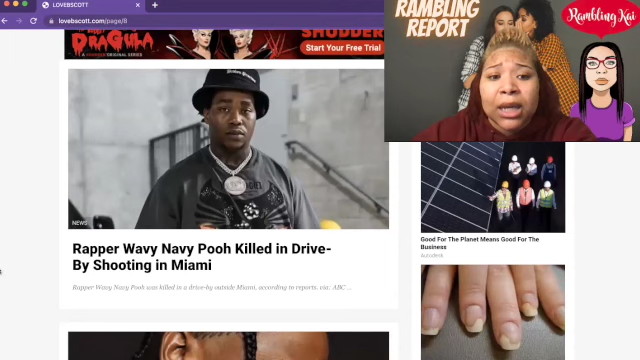 LOVEBSCOTT
lovebscott.com/page/8
DRAGULA
SHUDDER
Start Your Free Trial
RAMBLING
REPORT
Rambling Kai
NEWS
Rapper Wavy Navy Pooh Killed in Drive-
By Shooting in Miami
Rapper Wavy Navy Pooh was killed in a drive-by outside Miami, according to reports. via: ABC ...
Good For The Planet Means Good For The
Business
Autodesk